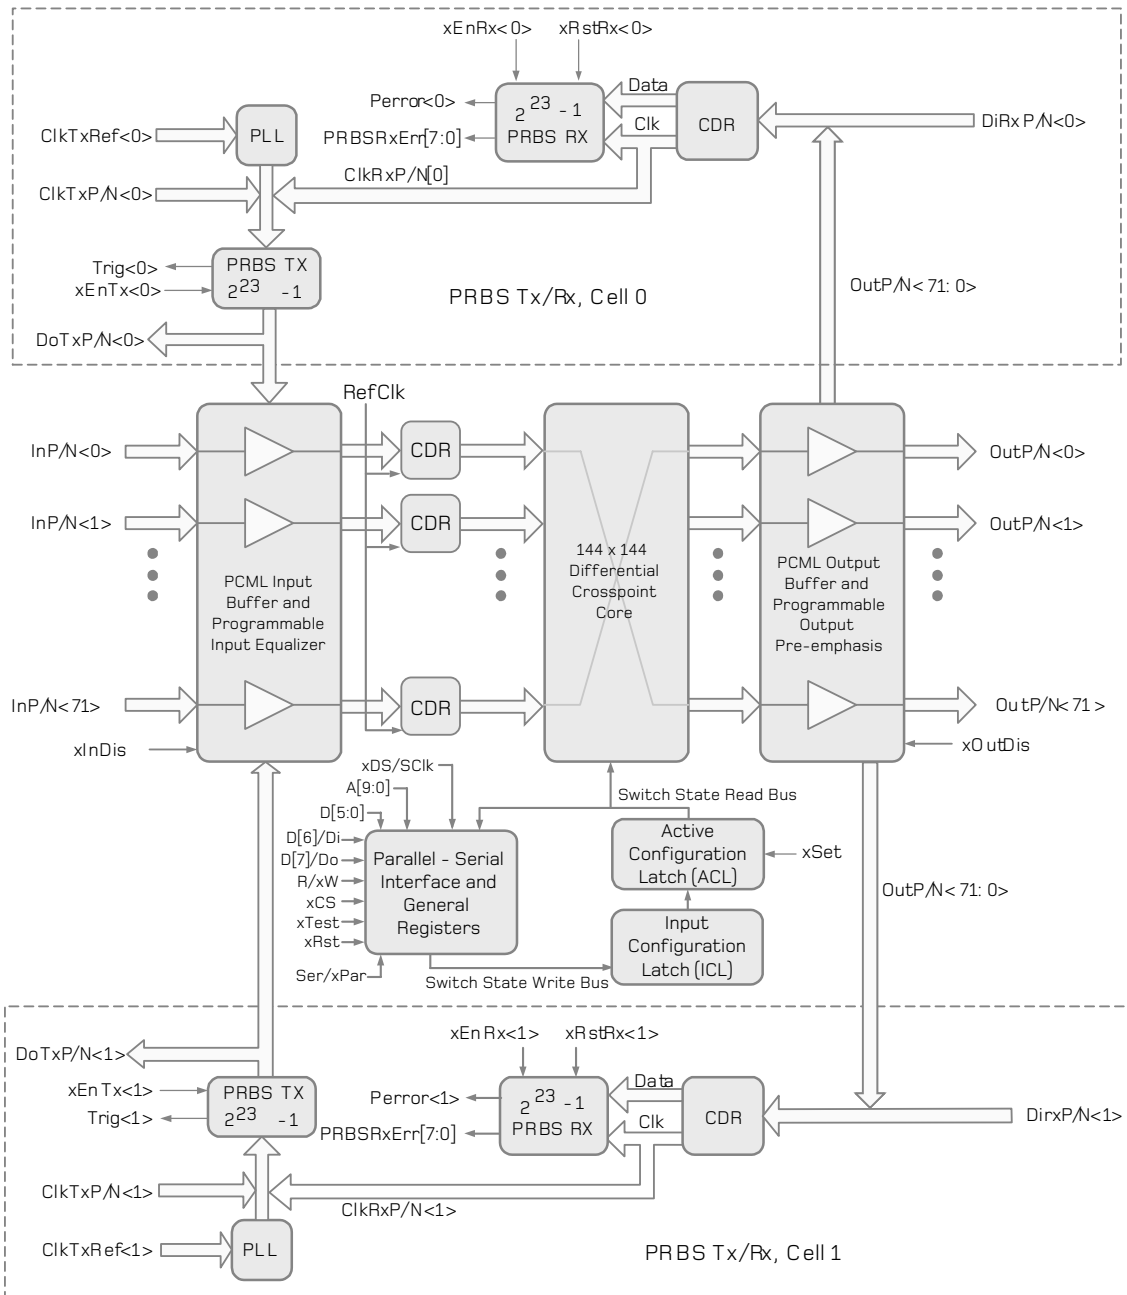 xEnRx<0>
xRstRx<0>
Perror<0>
2^23 - 1
PRBS RX
PRBSRxErr[7:0]
Data
Clk
CDR
DiRxP/N<0>
ClkTxRef<0>
PLL
ClkRxP/N[0]
ClkTxP/N<0>
Trig<0>
xEnTx<0>
PRBS TX
2^23 -1
DoTxP/N<0>
PRBS Tx/Rx, Cell 0
OutP/N<71:0>
RefClk
InP/N<0>
InP/N<1>
InP/N<71>
xInDis
PCML Input
Buffer and
Programmable
Input Equalizer
CDR
CDR
CDR
144 x 144
Differential
Crosspoint
Core
PCML Output
Buffer and
Programmable
Output
Pre-emphasis
OutP/N<0>
OutP/N<1>
OutP/N<71>
xOutDis
xDS/SClk
A[9:0]
D[5:0]
D[6]/Di
D[7]/Do
R/xW
xCS
xTest
xRst
Ser/xPar
Parallel - Serial
Interface and
General
Registers
Switch State Read Bus
Active
Configuration
Latch (ACL)
xSet
Input
Configuration
Latch (ICL)
Switch State Write Bus
OutP/N<71:0>
DoTxP/N<1>
xEnTx<1>
Trig<1>
PRBS TX
2^23 -1
xEnRx<1>
xRstRx<1>
Perror<1>
PRBSRxErr[7:0]
2^23 -1
PRBS RX
Data
Clk
CDR
DirxP/N<1>
ClkTxP/N<1>
ClkRxP/N<1>
ClkTxRef<1>
PLL
PRBS Tx/Rx, Cell 1